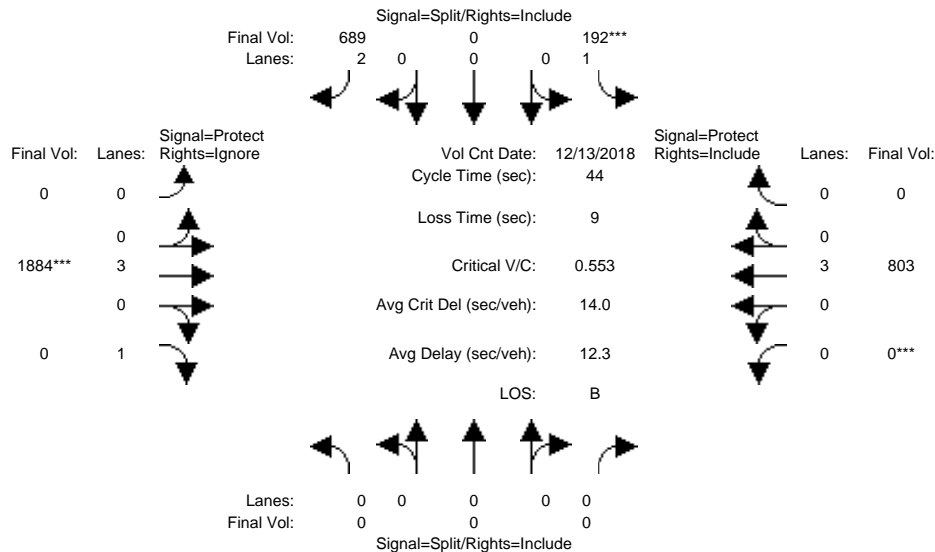 Signal=Split/Rights=Include
Final Vol: 689 0 192***
Lanes: 2 0 0 0 1
Signal=Protect Signal=Protect
Final Vol: Lanes: Rights=Ignore Vol Cnt Date: 12/13/2018 Rights=Include Lanes: Final Vol:
Cycle Time (sec): 44
0 0 0 0
Loss Time (sec): 9
0 0
1884*** 3 Critical V/C: 0.553 3 803
0 Avg Crit Del (sec/veh): 14.0 0
0 1 Avg Delay (sec/veh): 12.3 0 0***
LOS: B
Lanes: 0 0 0 0 0
Final Vol: 0 0 0
Signal=Split/Rights=Include